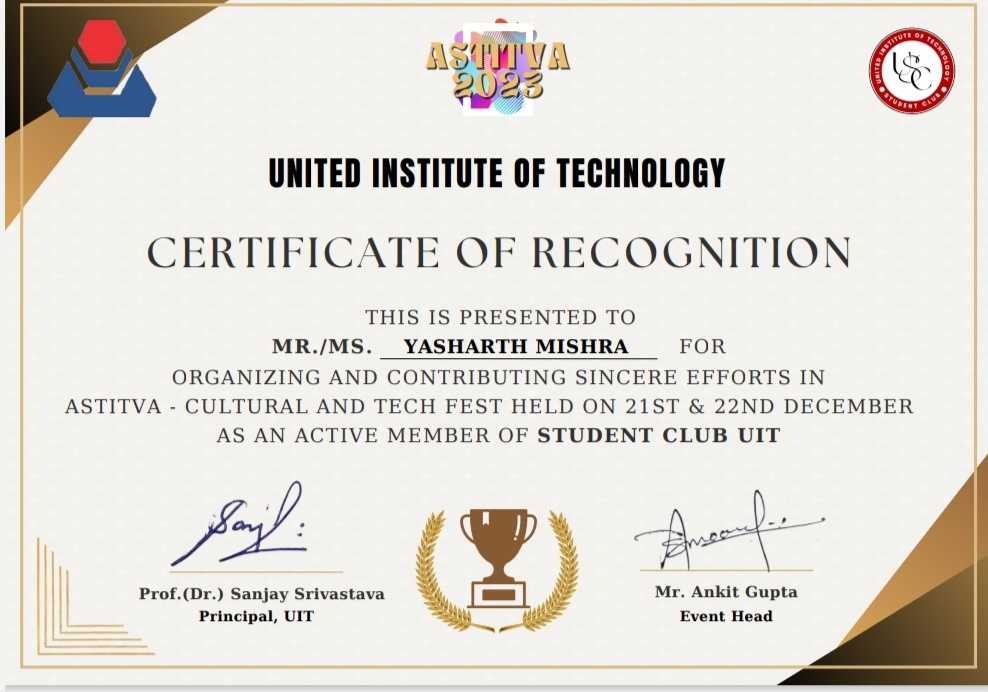 ASTITVA
2023
UNITED INSTITUTE OF TECHNOLOGY
STUDENT CLUB
USC
UNITED INSTITUTE OF TECHNOLOGY
CERTIFICATE OF RECOGNITION
THIS IS PRESENTED TO
MR./MS. YASHARTH MISHRA FOR
ORGANIZING AND CONTRIBUTING SINCERE EFFORTS IN
ASTITVA - CULTURAL AND TECH FEST HELD ON 21ST & 22ND DECEMBER
AS AN ACTIVE MEMBER OF STUDENT CLUB UIT
Prof.(Dr.) Sanjay Srivastava
Principal, UIT
Mr. Ankit Gupta
Event Head